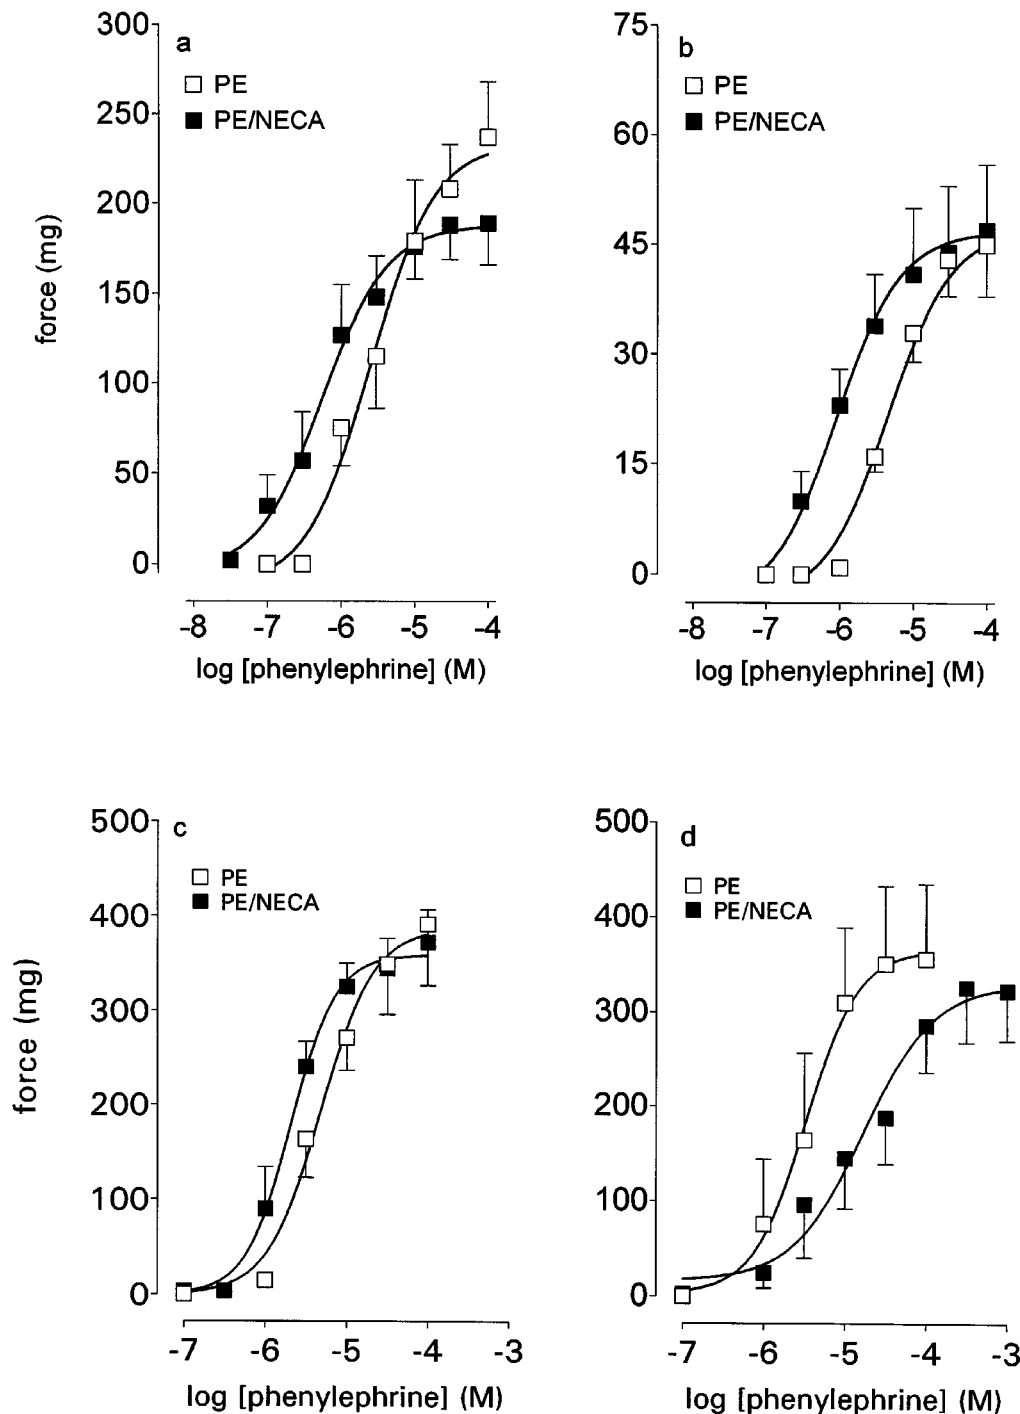 a
PE
PE/NECA
300
250
200
150
100
50
0
force (mg)
-8 -7 -6 -5 -4
log [phenylephrine] (M)
b
PE
PE/NECA
75
60
45
30
15
0
-8 -7 -6 -5 -4
log [phenylephrine] (M)
c
PE
PE/NECA
500
400
300
200
100
0
force (mg)
-7 -6 -5 -4 -3
log [phenylephrine] (M)
d
PE
PE/NECA
500
400
300
200
100
0
-7 -6 -5 -4 -3
log [phenylephrine] (M)